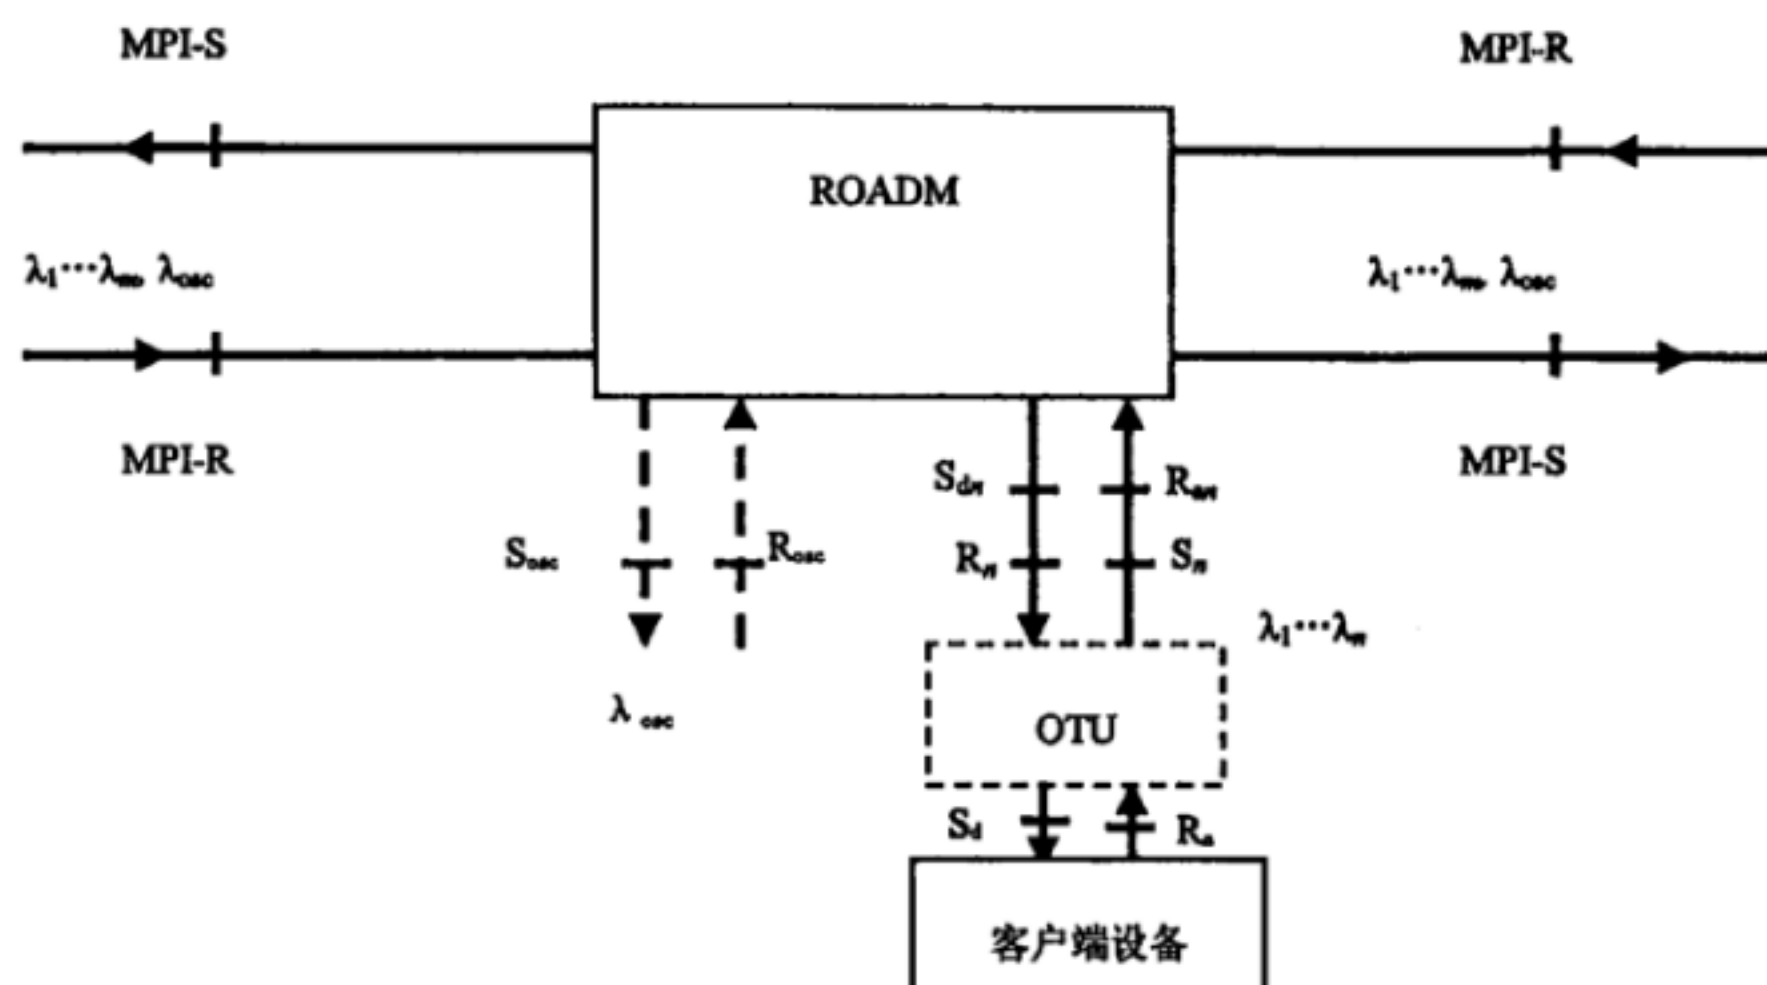 MPI-S
MPI-R
ROADM
λ1···λm, λosc
λ1···λm, λosc
MPI-R
MPI-S
Sdn
Ran
Sosc
Rosc
Rn
Sn
λ1···λn
λ osc
OTU
Sd
Ra
客户端设备